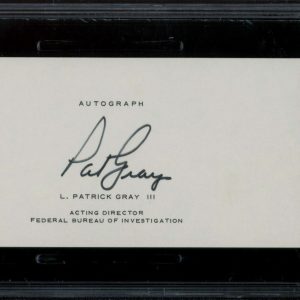 AUTOGRAPH
Pat Gray
L. PATRICK GRAY III
ACTING DIRECTOR
FEDERAL BUREAU OF INVESTIGATION